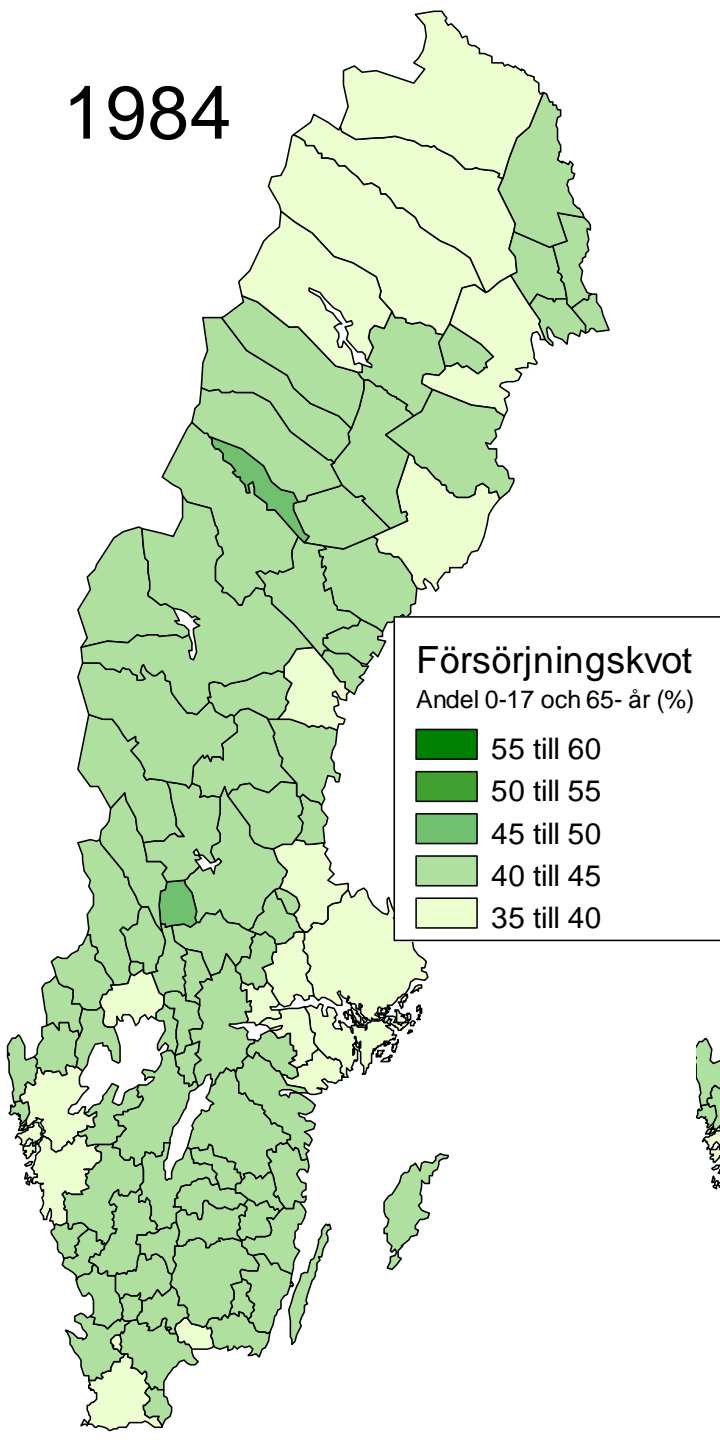 1984
Försörjningskvot
Andel 0-17 och 65- år (%)
55 till 60
50 till 55
45 till 50
40 till 45
35 till 40